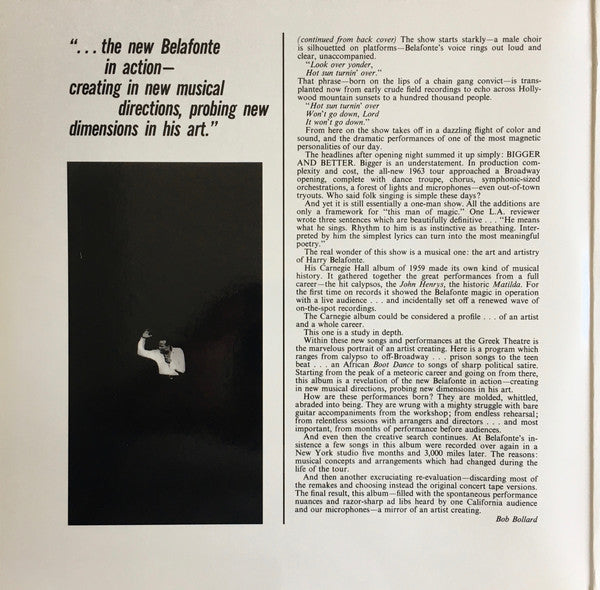 “. . . the new Belafonte
in action—
creating in new musical
directions, probing new
dimensions in his art.”
(continued from back cover) The show starts starkly—a male choir
is silhouetted on platforms—Belafonte’s voice rings out loud and
clear, unaccompanied.
“Look over yonder,
Hot sun turnin’ over.”
That phrase—born on the lips of a chain gang convict—is trans-
planted now from early crude field recordings to echo across Holly-
wood mountain sunsets to a hundred thousand people.
“Hot sun turnin’ over
Won’t go down, Lord
It won’t go down.”
From here on the show takes off in a dazzling flight of color and
sound, and the dramatic performances of one of the most magnetic
personalities of our day.
The headlines after opening night summed it up simply: BIGGER
AND BETTER. Bigger is an understatement. In production com-
plexity and cost, the all-new 1963 tour approached a Broadway
opening, complete with dance troupe, chorus, symphonic-sized
orchestrations, a forest of lights and microphones—even out-of-town
tryouts. Who said folk singing is simple these days?
And yet it is still essentially a one-man show. All the additions are
only a framework for “this man of magic.” One L.A. reviewer
wrote three sentences which are beautifully definitive . . . “He means
what he sings. Rhythm to him is as instinctive as breathing. Inter-
preted by him the simplest lyrics can turn into the most meaningful
poetry.”
The real wonder of this show is a musical one: the art and artistry
of Harry Belafonte.
His Carnegie Hall album of 1959 made its own kind of musical
history. It gathered together the great performances from a full
career—the hit calypsos, the John Henrys, the historic Matilda. For
the first time on records it showed the Belafonte magic in operation
with a live audience . . . and incidentally set off a renewed wave of
on-the-spot recordings.
The Carnegie album could be considered a profile . . . of an artist
and a whole career.
This one is a study in depth.
Within these new songs and performances at the Greek Theatre is
the marvelous portrait of an artist creating. Here is a program which
ranges from calypso to off-Broadway . . . prison songs to the teen
beat . . . an African Boot Dance to songs of sharp political satire.
Starting from the peak of a meteoric career and going on from there,
this album is a revelation of the new Belafonte in action—creating
in new musical directions, probing new dimensions in his art.
How are these performances born? They are molded, whittled,
abraded into being. They are wrung with a mighty struggle with bare
guitar accompaniments from the workshop; from endless rehearsal;
from relentless sessions with arrangers and directors . . . and most
important, from months of performance before audiences.
And even then the creative search continues. At Belafonte’s in-
sistence a few songs in this album were recorded over again in a
New York studio five months and 3,000 miles later. The reasons:
musical concepts and arrangements which had changed during the
life of the tour.
And then another excruciating re-evaluation—discarding most of
the remakes and choosing instead the original concert tape versions.
The final result, this album—filled with the spontaneous performance
nuances and razor-sharp ad libs heard by one California audience
and our microphones—a mirror of an artist creating.
Bob Bollard